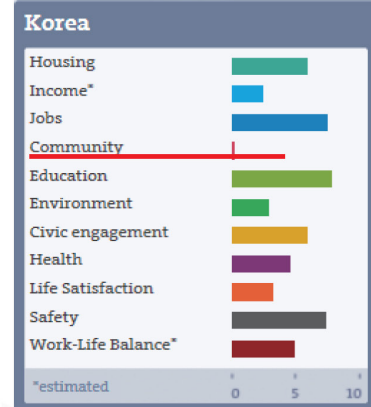 Korea
Housing
Income*
Jobs
Community
Education
Environment
Civic engagement
Health
Life Satisfaction
Safety
Work-Life Balance*
*estimated 0 5 10